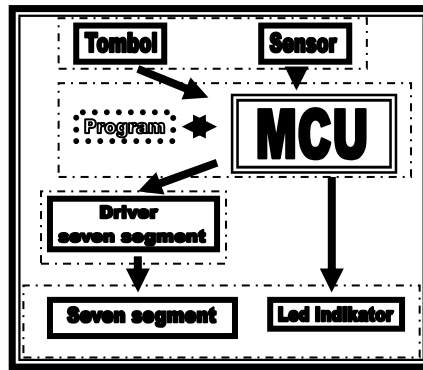 Tombol
Sensor
Program
MCU
Driver
seven segment
Seven segment
Led indikator